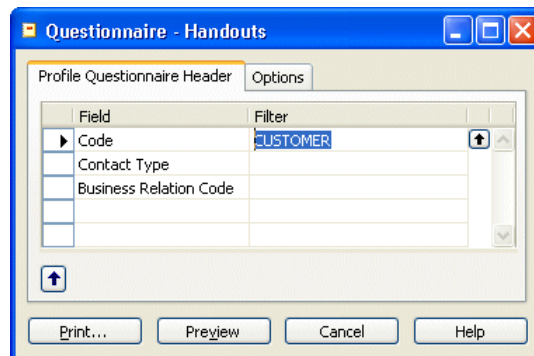 Questionnaire - Handouts
Profile Questionnaire Header Options
Field Filter
Code CUSTOMER
Contact Type
Business Relation Code
Print... Preview Cancel Help